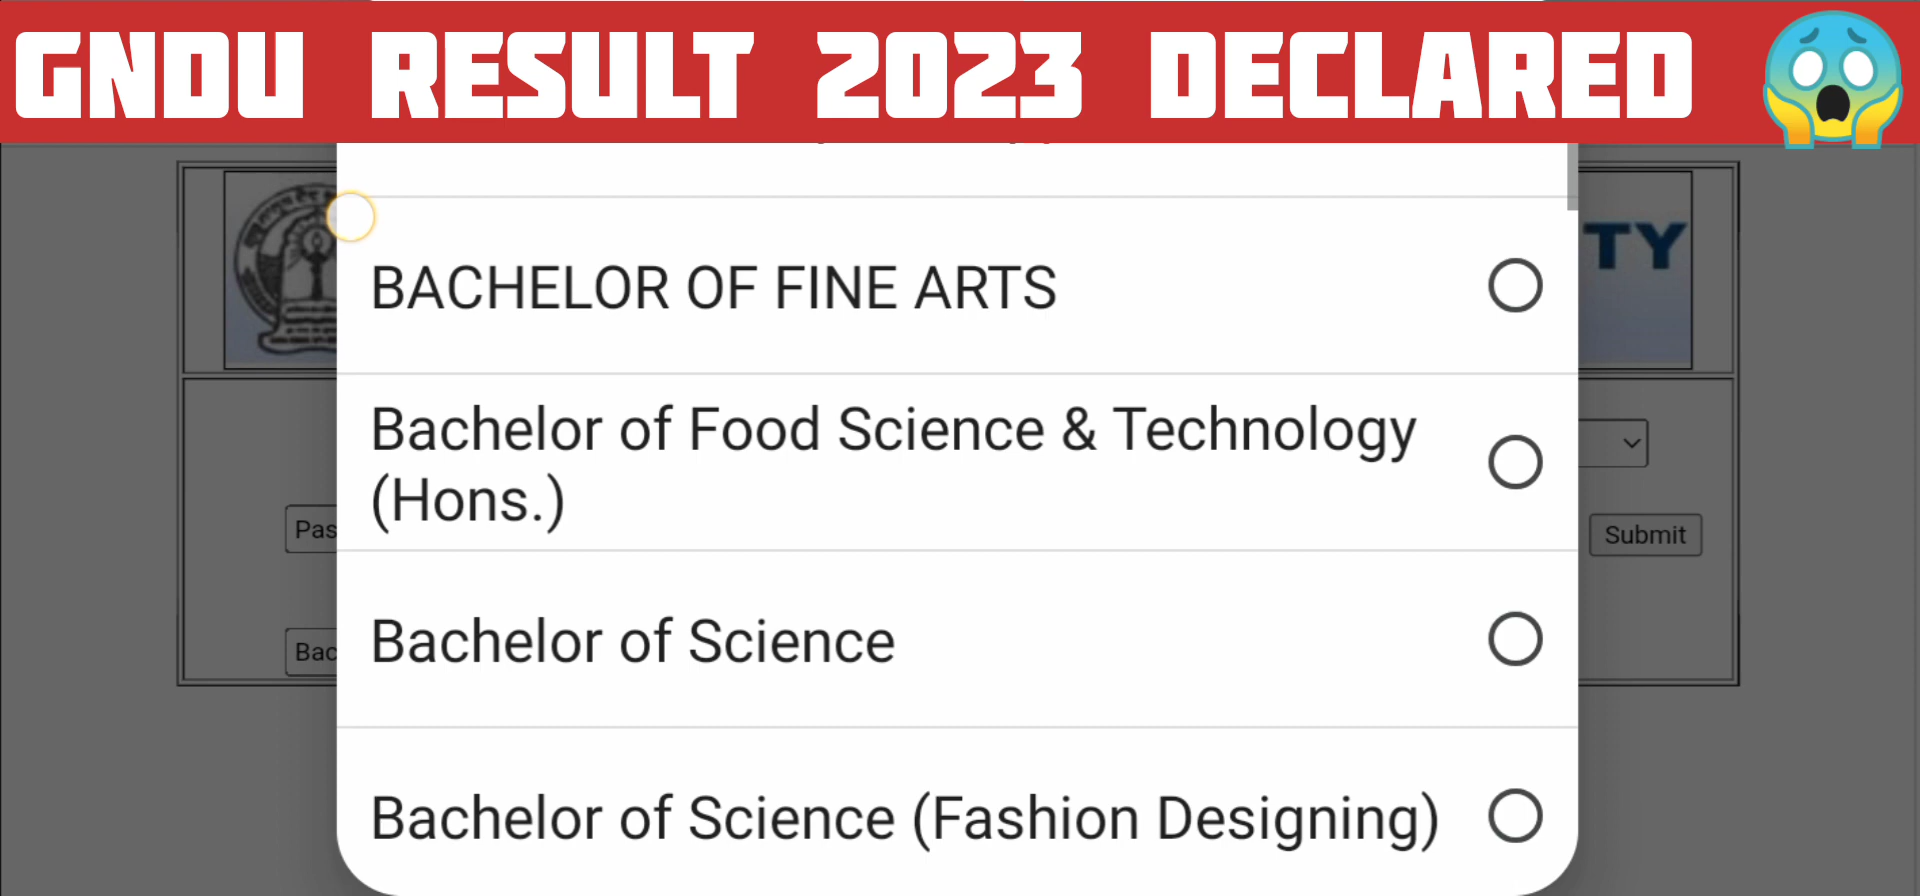 GNDU RESULT 2023 DECLARED
TY
BACHELOR OF FINE ARTS
Bachelor of Food Science & Technology
(Hons.)
Pas
Submit
Bachelor of Science
Bac
Bachelor of Science (Fashion Designing)